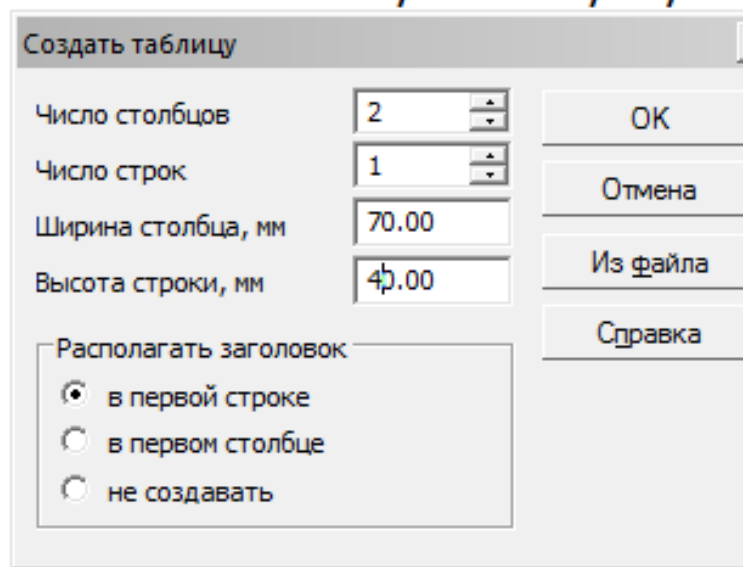 Создать таблицу
Число столбцов 2 OK
Число строк 1 Отмена
Ширина столбца, мм 70.00
Высота строки, мм 40.00 Из файла
Справка
Располагать заголовок
в первой строке
в первом столбце
не создавать